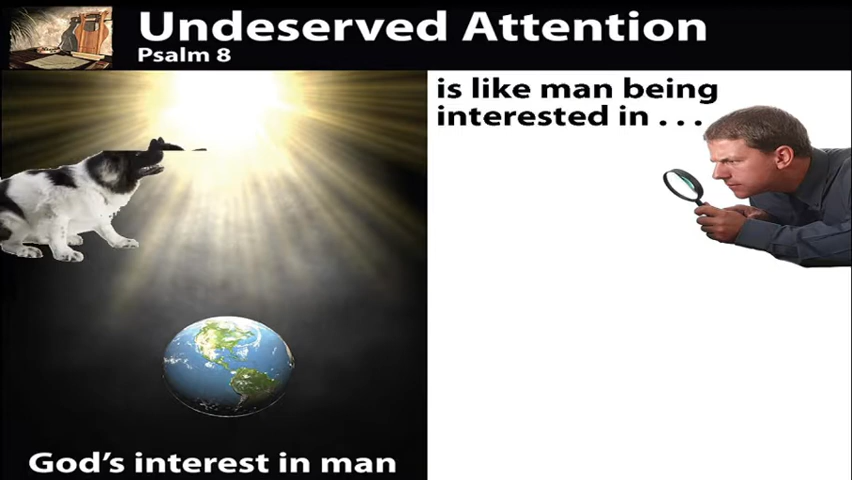 Undeserved Attention
Psalm 8
is like man being
interested in . . .
God's interest in man